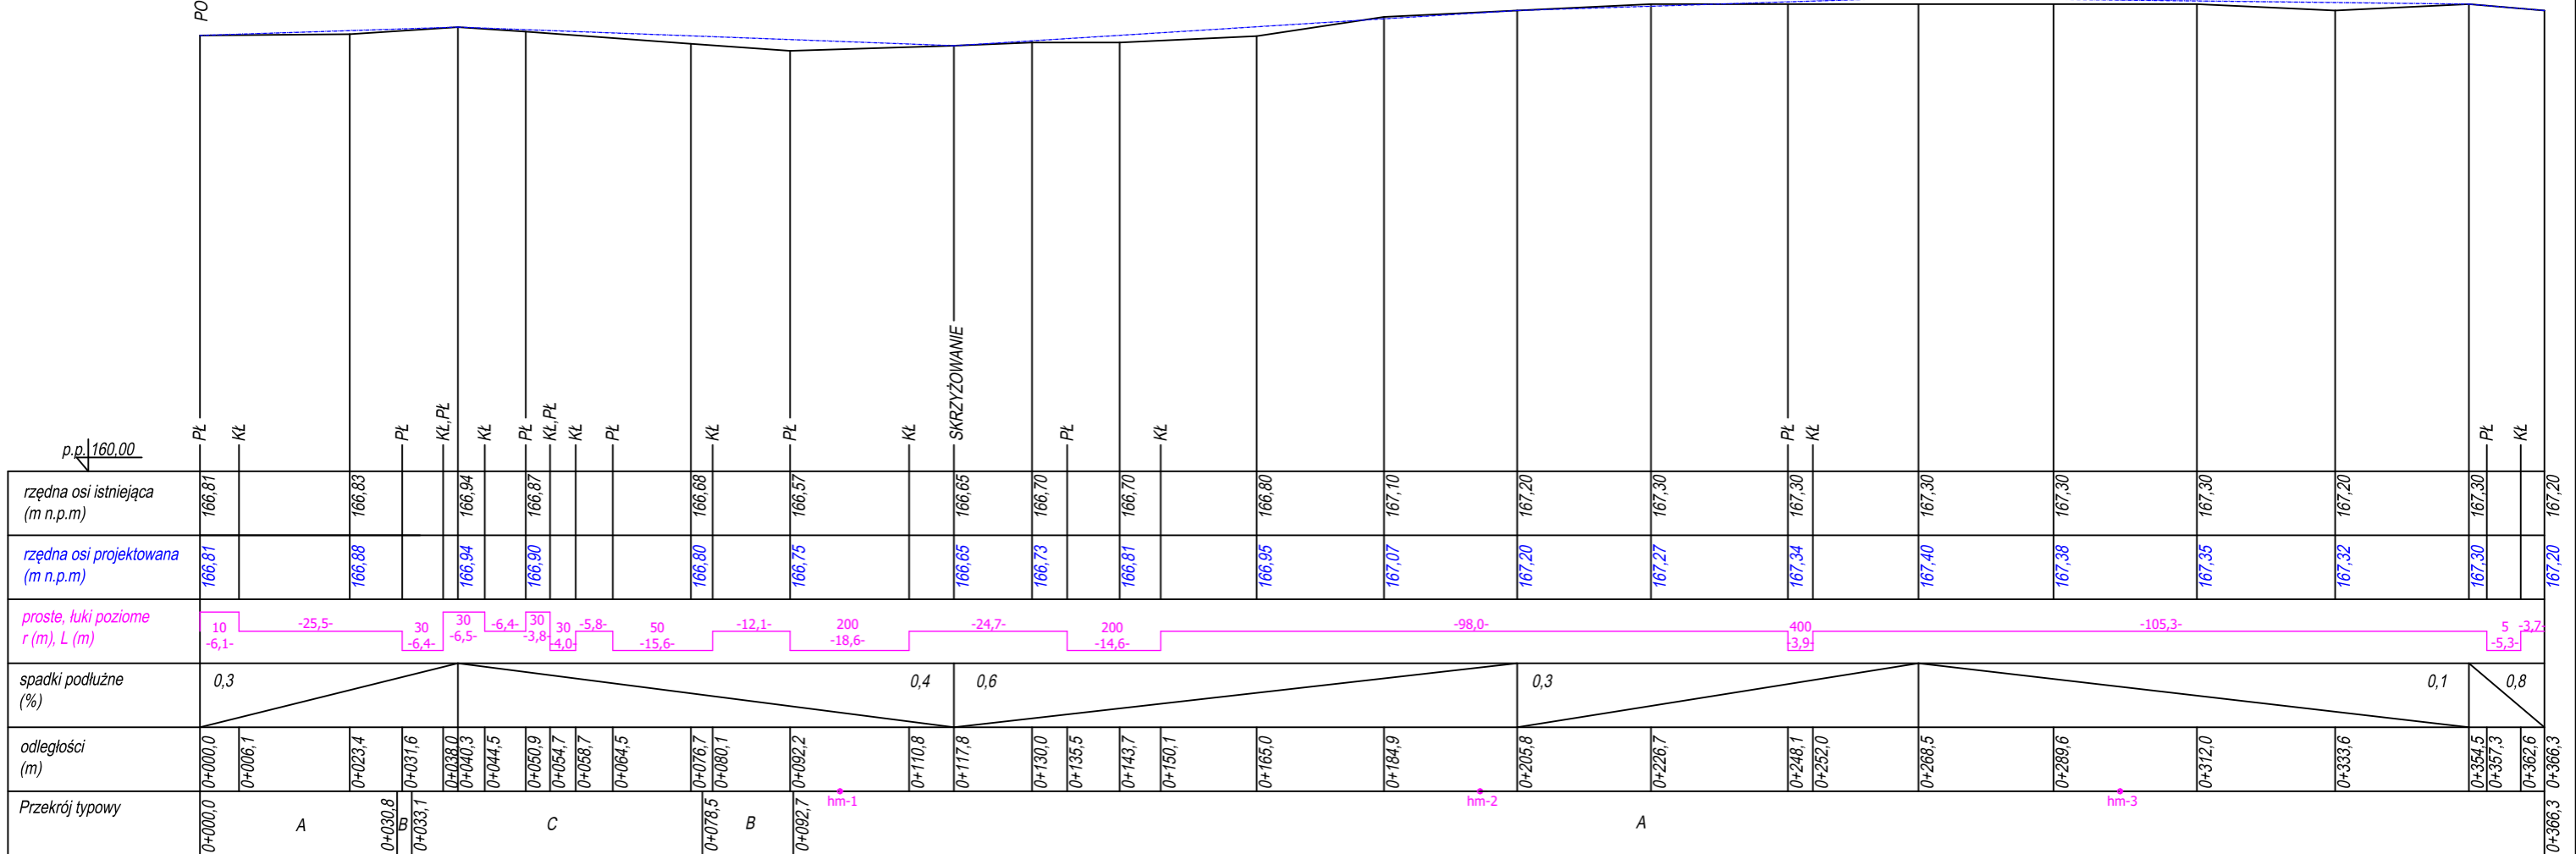 PO
PŁ
KŁ
PŁ
KŁ,PŁ
KŁ
PŁ
KŁ,PŁ
KŁ
PŁ
KŁ
PŁ
KŁ
SKRZYŻOWANIE
PŁ
KŁ
PŁ
KŁ
PŁ
KŁ
p.p. 160,00
rzędna osi istniejąca
(m n.p.m)
166,81
166,83
166,94
166,87
166,68
166,57
166,65
166,70
166,70
166,80
167,10
167,20
167,30
167,30
167,30
167,30
167,30
167,20
167,30
167,20
rzędna osi projektowana
(m n.p.m)
166,81
166,88
166,94
166,90
166,80
166,75
166,65
166,73
166,81
166,95
167,07
167,20
167,27
167,34
167,40
167,38
167,35
167,32
167,30
167,20
proste, łuki poziome
r (m), L (m)
10
-6,1-
-25,5-
30
-6,4-
30
-6,5-
-6,4-
30
-3,8-
30
-4,0-
-5,8-
50
-15,6-
-12,1-
200
-18,6-
-24,7-
200
-14,6-
-98,0-
400
-3,9-
-105,3-
5
-5,3-
-3,7-
spadki podłużne
(%)
0,3
0,4
0,6
0,3
0,1
0,8
odległości
(m)
0+000,0
0+006,1
0+023,4
0+031,6
0+038,0
0+040,3
0+044,5
0+050,9
0+054,7
0+058,7
0+064,5
0+076,7
0+080,1
0+092,2
0+110,8
0+117,8
0+130,0
0+135,5
0+143,7
0+150,1
0+165,0
0+184,9
0+205,8
0+226,7
0+248,1
0+252,0
0+268,5
0+289,6
0+312,0
0+333,6
0+354,5
0+357,3
0+362,6
0+366,3
hm-1
hm-2
hm-3
Przekrój typowy
0+000,0
A
0+030,8
B
0+033,1
C
0+078,5
B
0+092,7
A
0+366,3